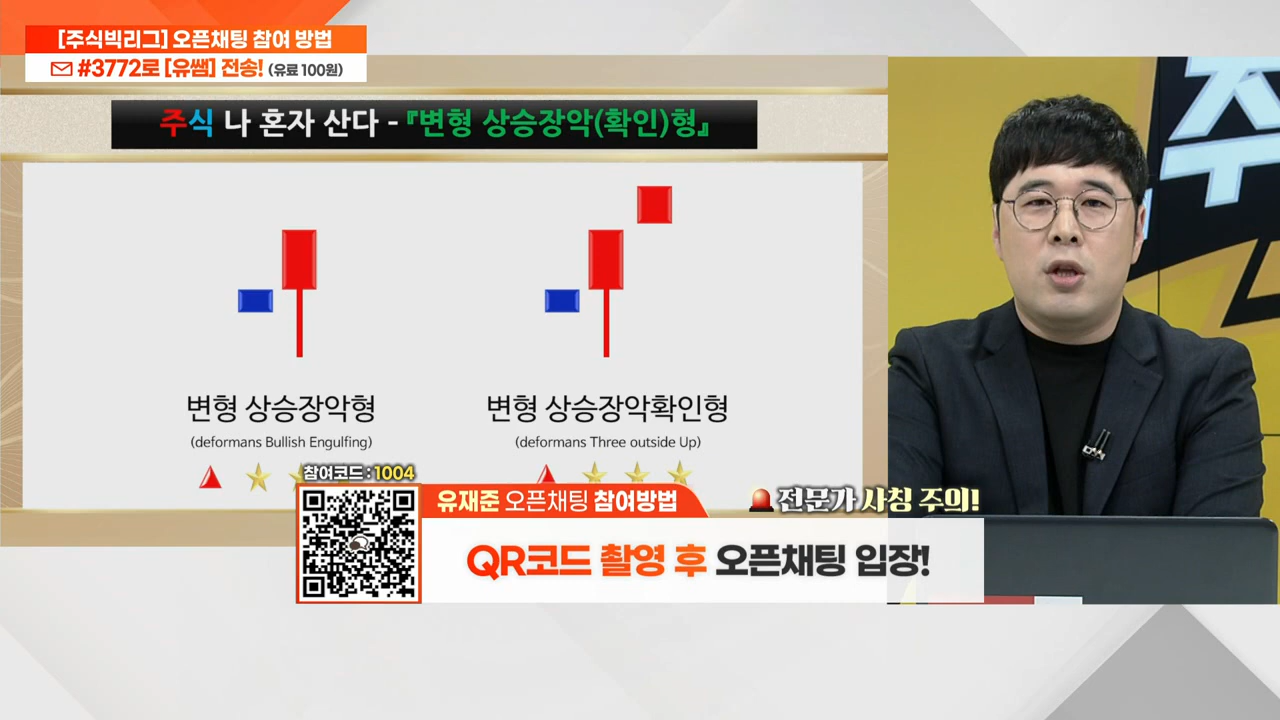 [주식빅리그] 오픈채팅 참여 방법
#3772로 [유쌤] 전송! (유료 100원)
주식 나 혼자 산다 - 『변형 상승장악(확인)형』
주
변형 상승장악형
변형 상승장악확인형
(deformans Bullish Engulfing)
(deformans Three outside Up)
참여코드 : 1004
유재준 오픈채팅 참여방법
전문가 사칭 주의!
QR코드 촬영 후 오픈채팅 입장!